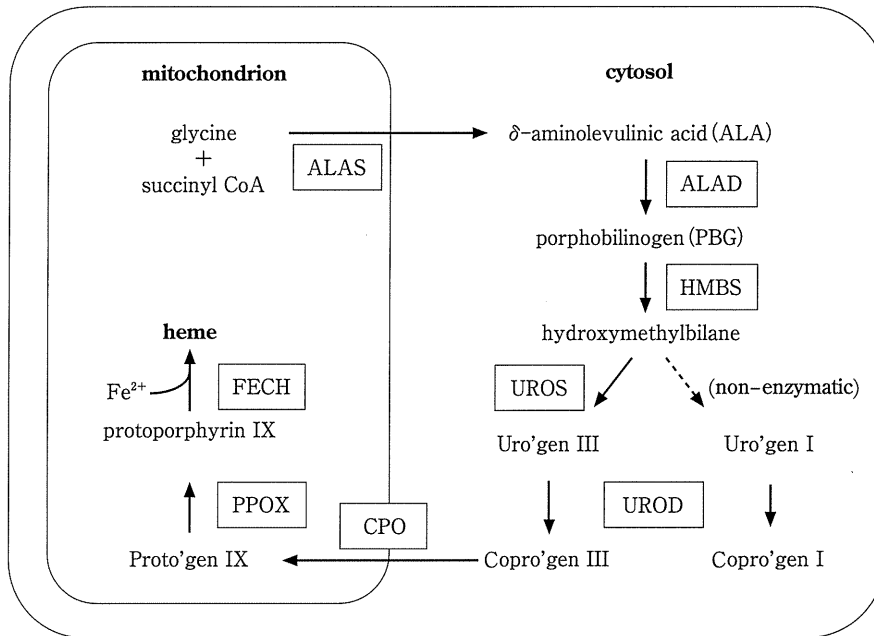 mitochondrion
cytosol
glycine
+
succinyl CoA
ALAS
δ-aminolevulinic acid (ALA)
ALAD
porphobilinogen (PBG)
HMBS
hydroxymethylbilane
heme
Fe²⁺
FECH
protoporphyrin IX
UROS
(non-enzymatic)
Uro'gen III
Uro'gen I
PPOX
CPO
UROD
Proto'gen IX
Copro'gen III
Copro'gen I